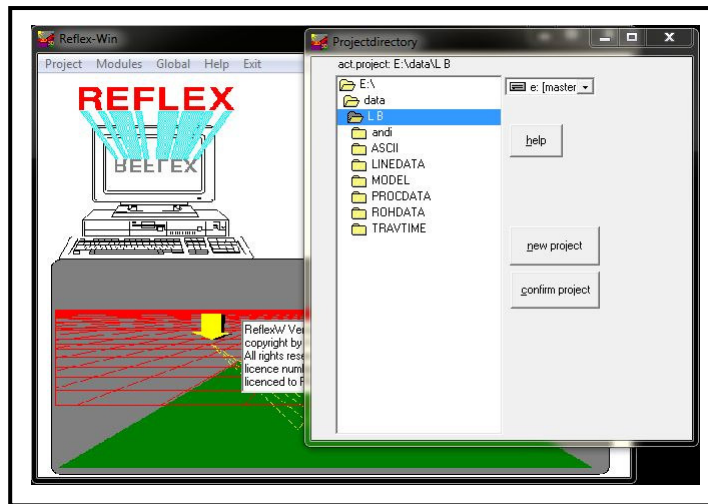 Reflex-Win
Project Modules Global Help Exit
REFLEX
REFLEX
ReflexW Ver
copyright by
All rights rese
licence numb
licenced to
Projectdirectory
act.project: E:\data\L B
E:\
data
L B
andi
ASCII
LINEDATA
MODEL
PROCDATA
ROHDATA
TRAVTIME
e: [master
help
new project
confirm project